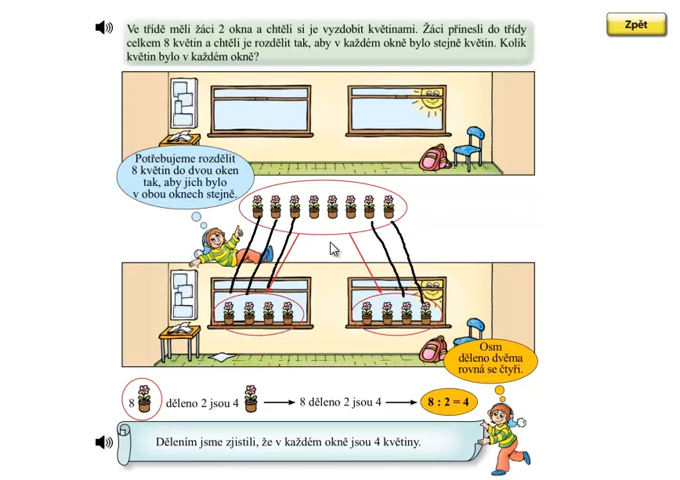 Zpět
Ve třídě měli žáci 2 okna a chtěli si je vyzdobit květinami. Žáci přinesli do třídy
celkem 8 květin a chtěli je rozdělit tak, aby v každém okně bylo stejně květin. Kolik
květin bylo v každém okně?
Potřebujeme rozdělit
8 květin do dvou oken
tak, aby jich bylo
v obou oknech stejně.
Osm
děleno dvěma
rovná se čtyři.
8 děleno 2 jsou 4 8 děleno 2 jsou 4 8 : 2 = 4
Dělením jsme zjistili, že v každém okně jsou 4 květiny.